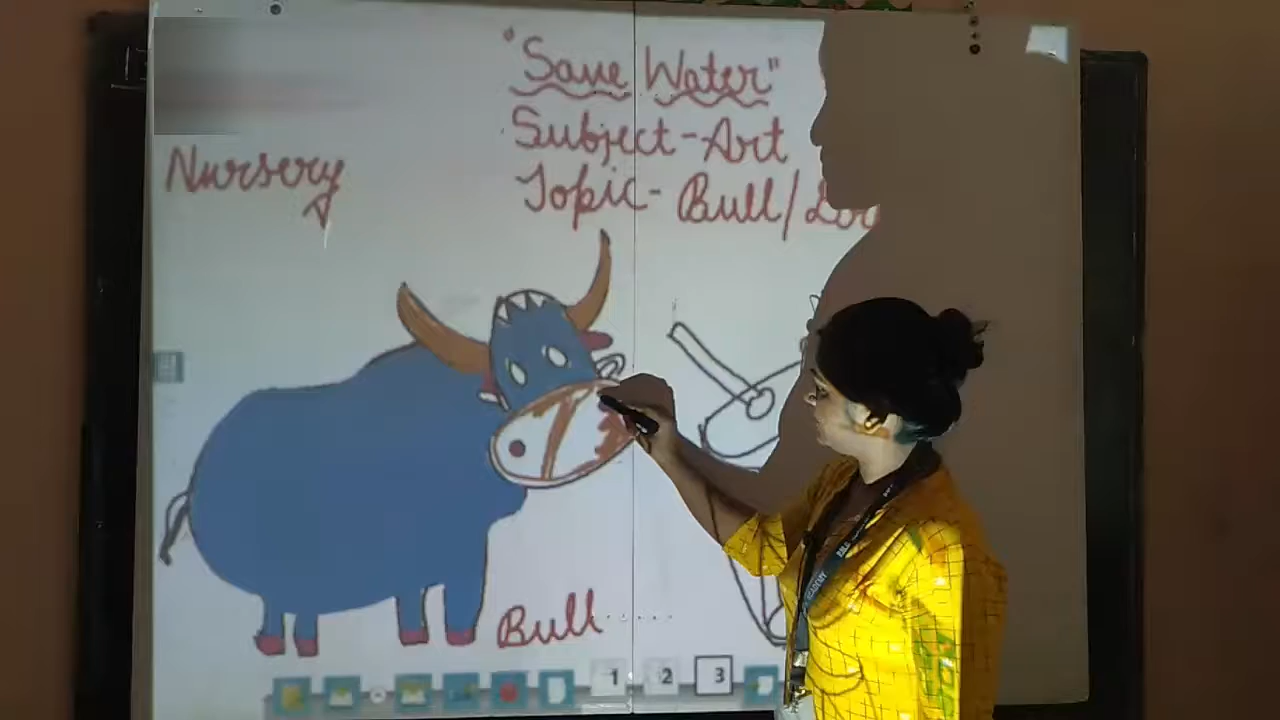 "Save Water"
Subject-Art
Nursery
Topic- Bull/
Bull
1 2 3